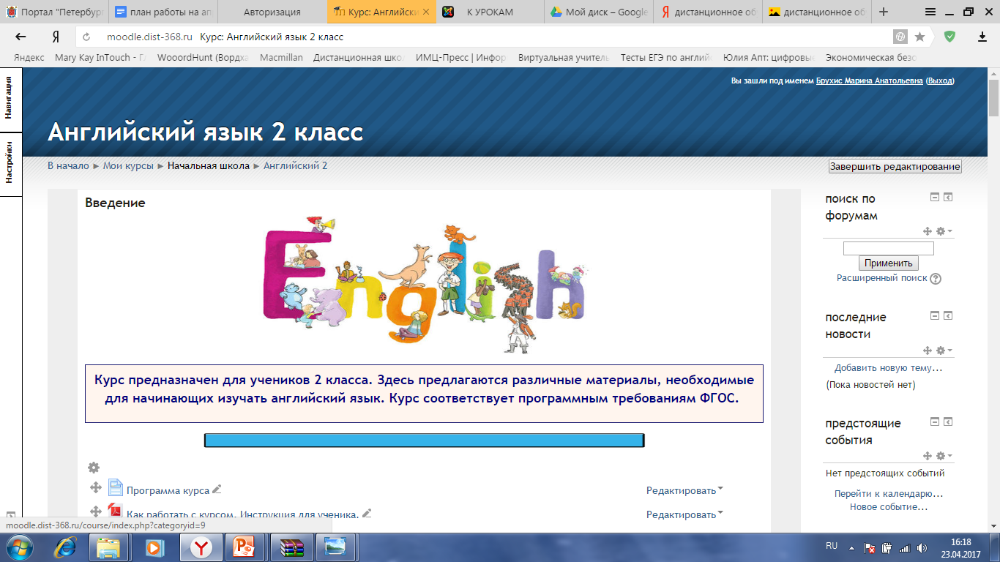 Портал "Петербур
план работы на ап
Авторизация
Курс: Английски
К УРОКАМ
Мой диск – Google
дистанционное об
дистанционное об
moodle.dist-368.ru Курс: Английский язык 2 класс
Яндекс
Mary Kay InTouch - Г
WooordHunt (Вордха
Macmillan
Дистанционная шко
ИМЦ-Пресс | Инфор
Виртуальная учитель
Тесты ЕГЭ по англий
Юлия Апт: цифровые
Экономическая безо
Навигация
Настройки
Вы зашли под именем Брухис Марина Анатольевна (Выход)
Английский язык 2 класс
В начало ► Мои курсы ► Начальная школа ► Английский 2
Завершить редактирование
Введение
English
Курс предназначен для учеников 2 класса. Здесь предлагаются различные материалы, необходимые
для начинающих изучать английский язык. Курс соответствует программным требованиям ФГОС.
Программа курса
Редактировать
Как работать с курсом. Инструкция для ученика.
Редактировать
поиск по
форумам
Применить
Расширенный поиск
последние
новости
Добавить новую тему...
(Пока новостей нет)
предстоящие
события
Нет предстоящих событий
Перейти к календарю...
Новое событие...
moodle.dist-368.ru/course/index.php?categoryid=9
RU
16:18
23.04.2017